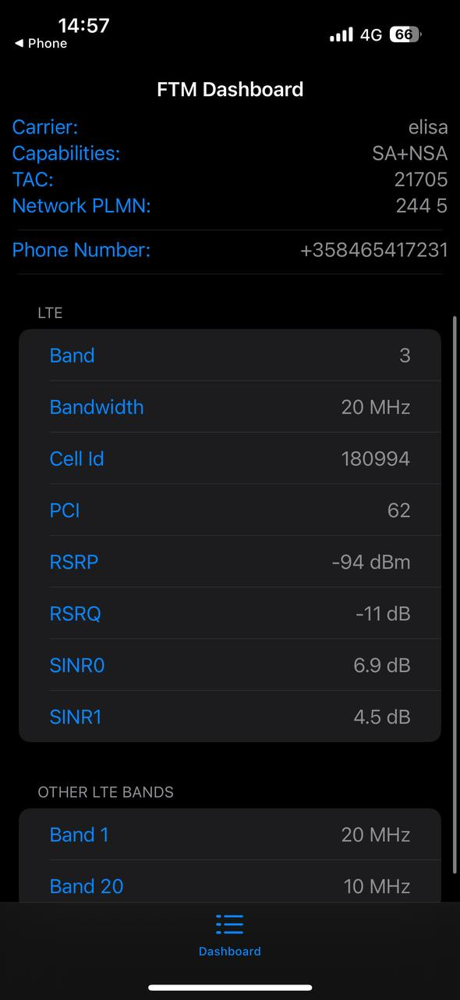 14:57
4G 66
◀ Phone
FTM Dashboard
Carrier: elisa
Capabilities: SA+NSA
TAC: 21705
Network PLMN: 244 5
Phone Number: +358465417231
LTE
Band 3
Bandwidth 20 MHz
Cell Id 180994
PCI 62
RSRP -94 dBm
RSRQ -11 dB
SINR0 6.9 dB
SINR1 4.5 dB
OTHER LTE BANDS
Band 1 20 MHz
Band 20 10 MHz
Dashboard